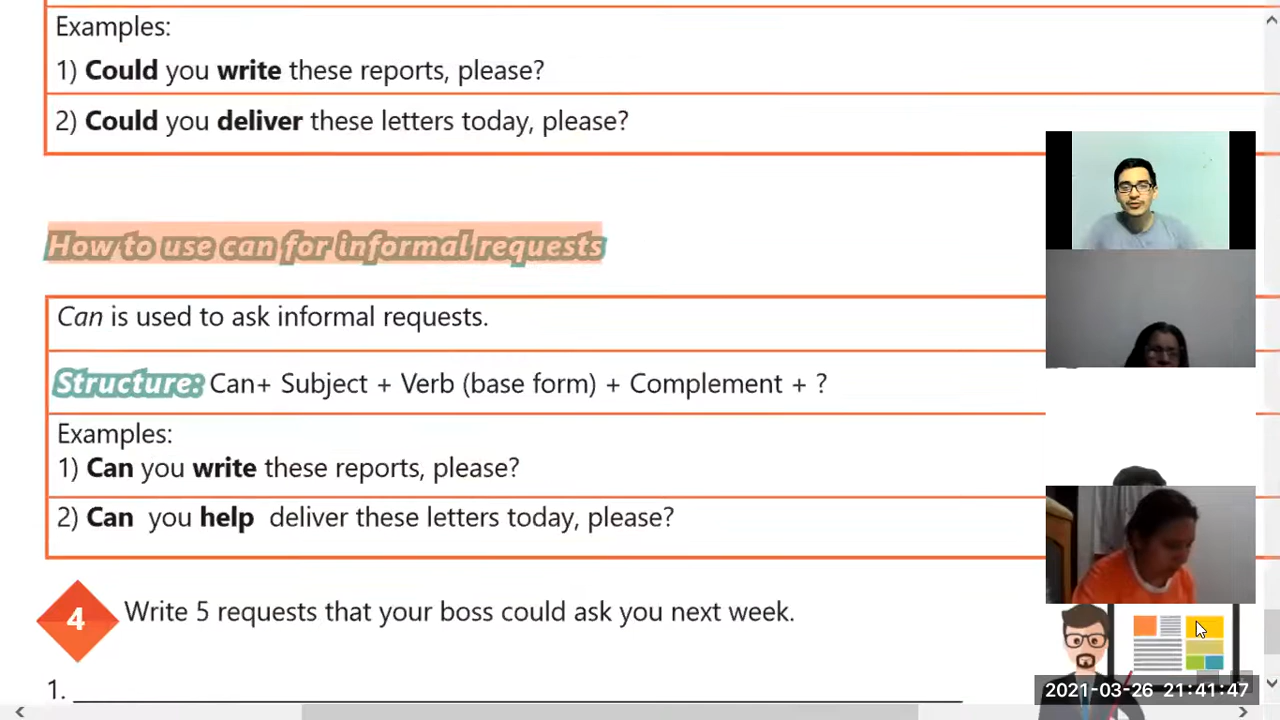 Examples:
1) Could you write these reports, please?
2) Could you deliver these letters today, please?
How to use can for informal requests
Can is used to ask informal requests.
Structure: Can+ Subject + Verb (base form) + Complement + ?
Examples:
1) Can you write these reports, please?
2) Can  you help  deliver these letters today, please?
4 Write 5 requests that your boss could ask you next week.
1.
2021-03-26 21:41:47